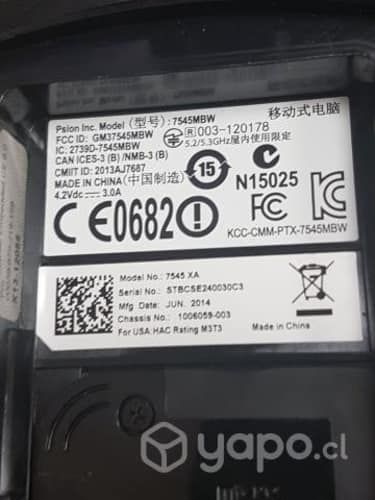 Psion Inc. Model (型号): 7545MBW
移动式电脑
FCC ID: GM37545MBW
IC: 2739D-7545MBW
R 003-120178
5.2/5.3GHz屋内使用限定
CAN ICES-3 (B) /NMB-3 (B)
CMIIT ID: 2013AJ7687
MADE IN CHINA(中国制造)
4.2Vdc 3.0A
15
N15025
CE0682
FC
KCC-CMM-PTX-7545MBW
Model No.: 7545 XA
Serial No.: STBCSE240030C3
Mfg. Date: JUN. 2014
Chassis No.: 1006059-003
For USA:HAC Rating M3T3
yapo.cl